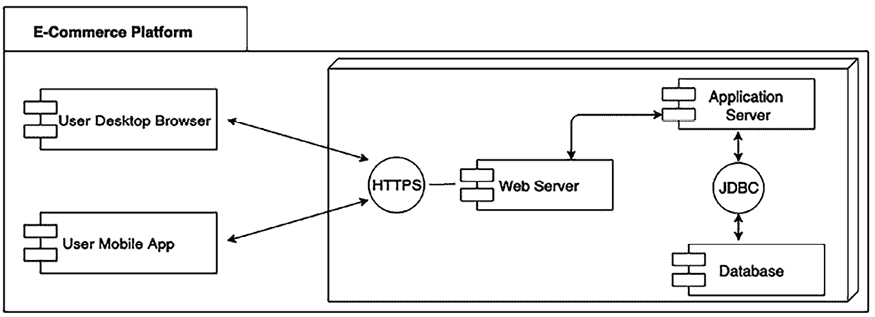 E-Commerce Platform
User Desktop Browser
User Mobile App
HTTPS
Web Server
Application
Server
JDBC
Database